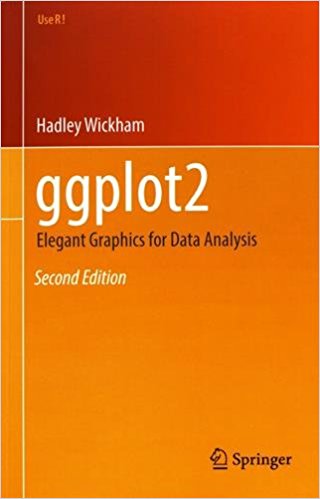 Use R!
Hadley Wickham
ggplot2
Elegant Graphics for Data Analysis
Second Edition
Springer